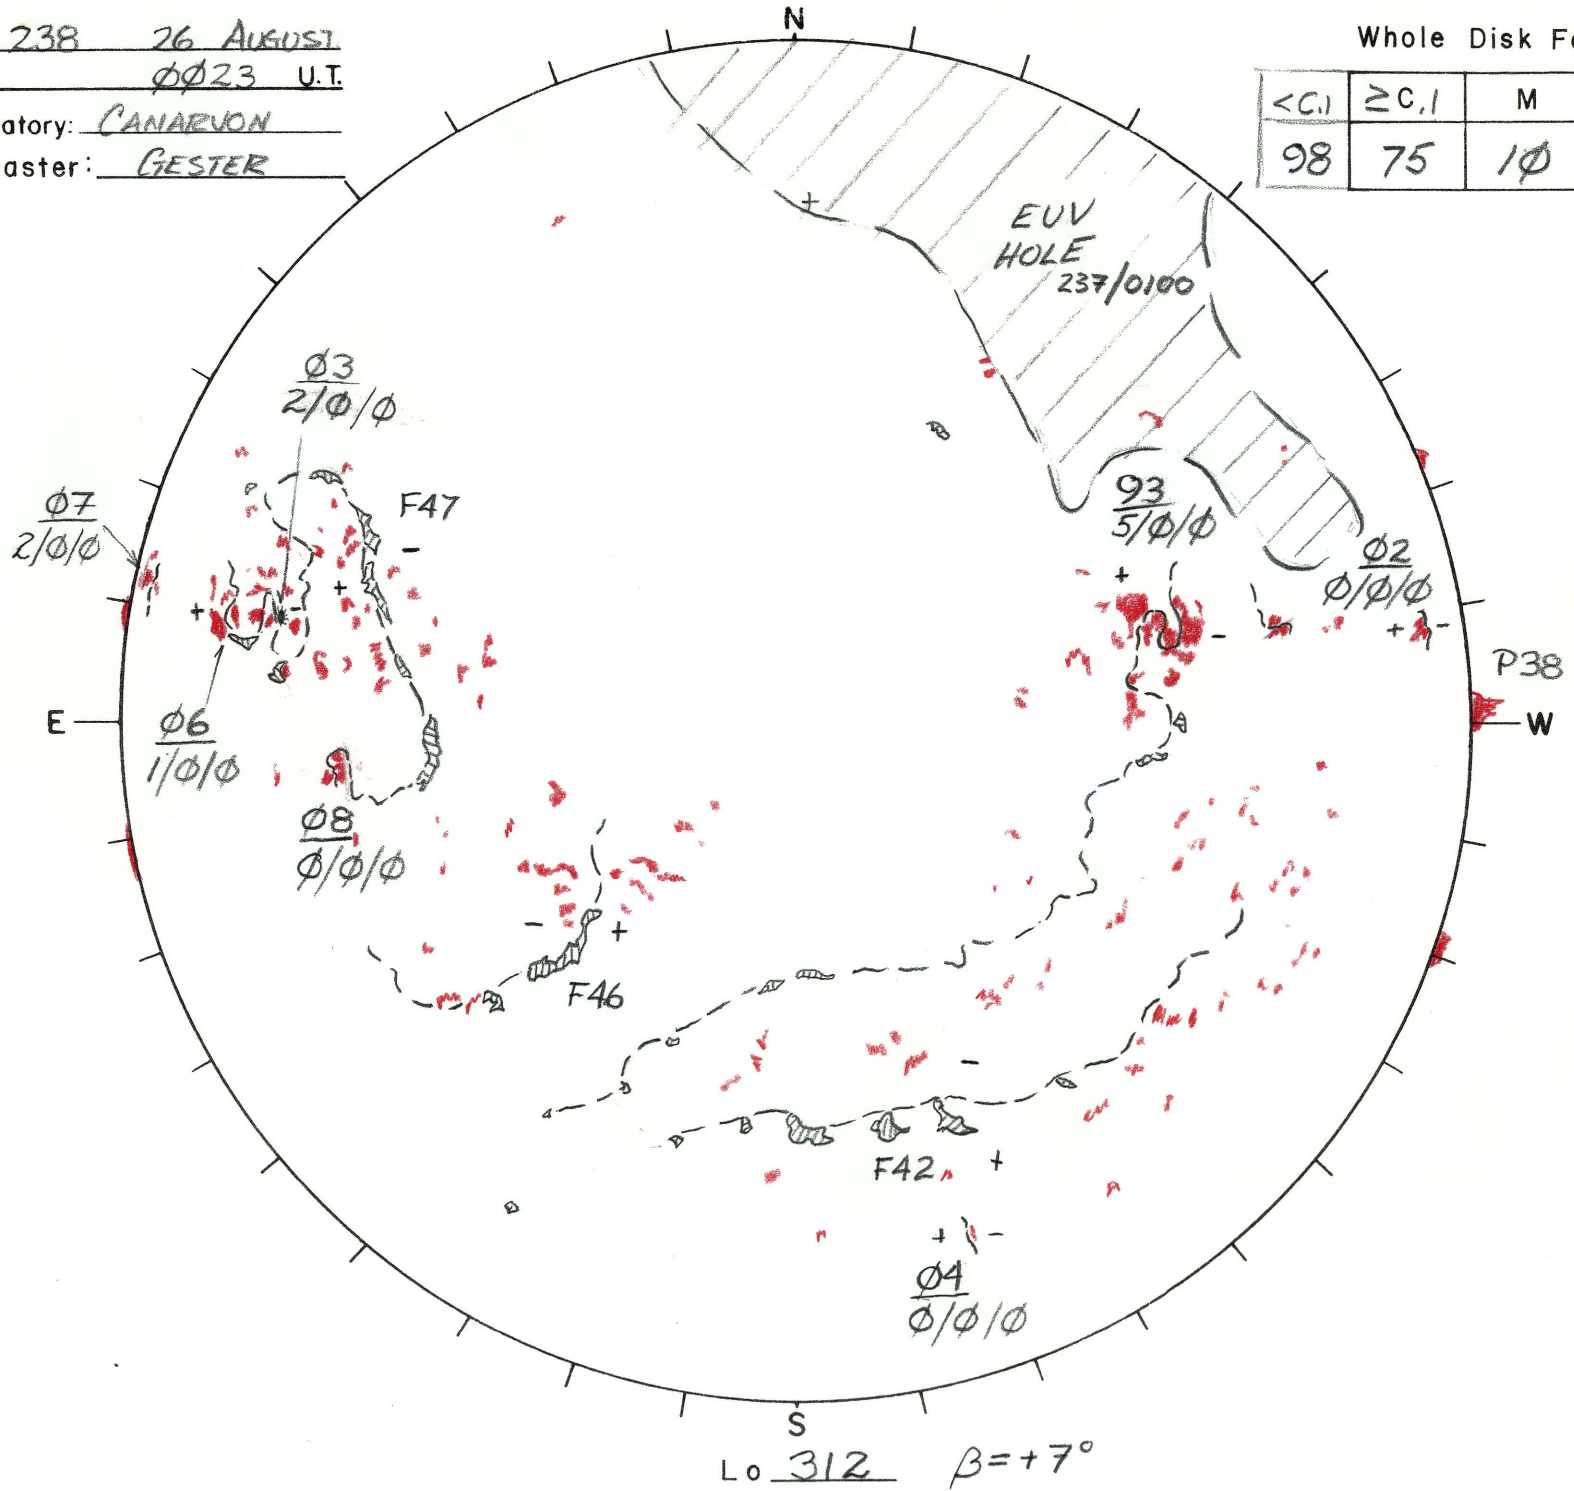 238 26 AUGUST
ØØ23 U.T.
atory: CANARVON
aster: GESTER
N
Whole Disk Fo
<C.1 ≥C.1 M
98 75 1Ø
+
EUV
HOLE
237/0100
Ø3
2/Ø/Ø
F47
-
Ø7
2/Ø/Ø
+
-
+
93
5/Ø/Ø
+
-
Ø2
Ø/Ø/Ø
+ -
P38
E
W
Ø6
1/Ø/Ø
Ø8
Ø/Ø/Ø
- +
F46
-
F42
+
+ -
Ø4
Ø/Ø/Ø
S
Lo 312 β=+7°